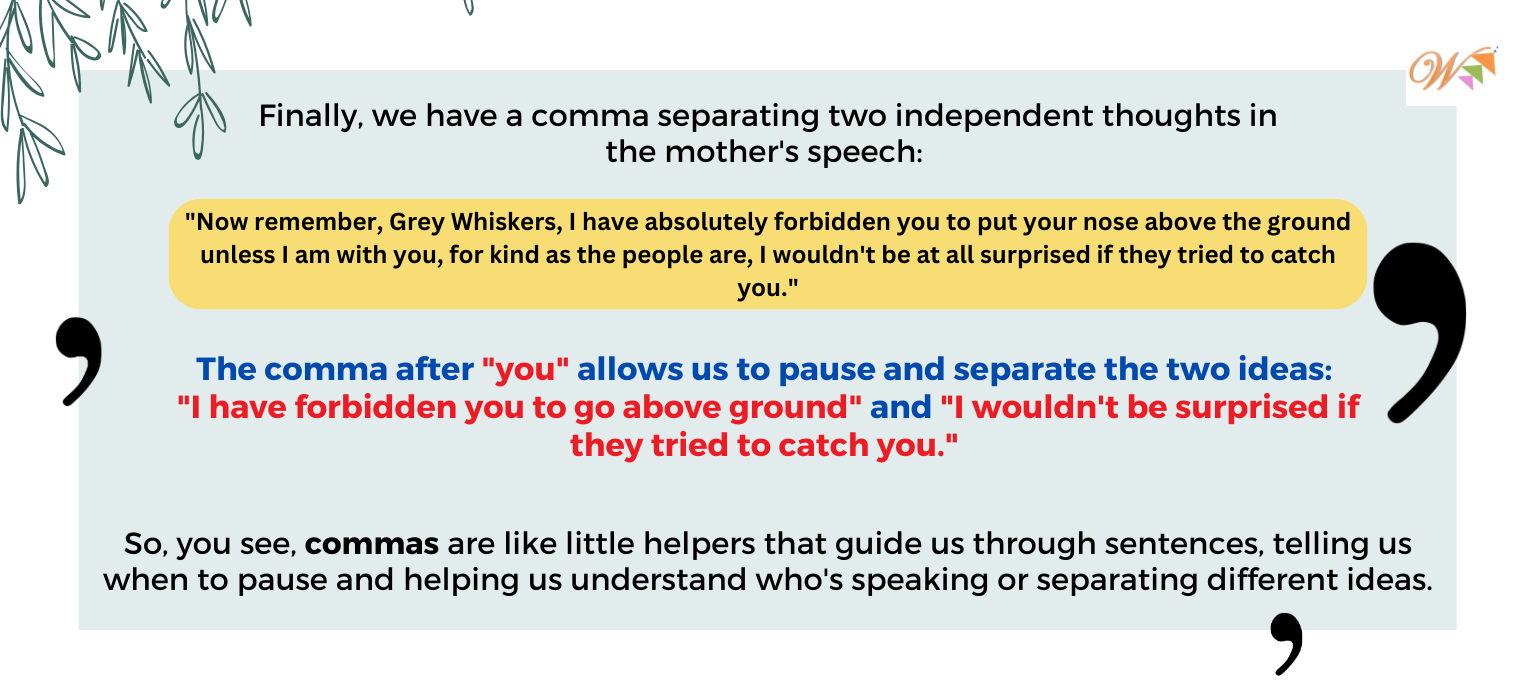 W
Finally, we have a comma separating two independent thoughts in
the mother's speech:
"Now remember, Grey Whiskers, I have absolutely forbidden you to put your nose above the ground
unless I am with you, for kind as the people are, I wouldn't be at all surprised if they tried to catch
you."
The comma after "you" allows us to pause and separate the two ideas:
"I have forbidden you to go above ground" and "I wouldn't be surprised if
they tried to catch you."
So, you see, commas are like little helpers that guide us through sentences, telling us
when to pause and helping us understand who's speaking or separating different ideas.